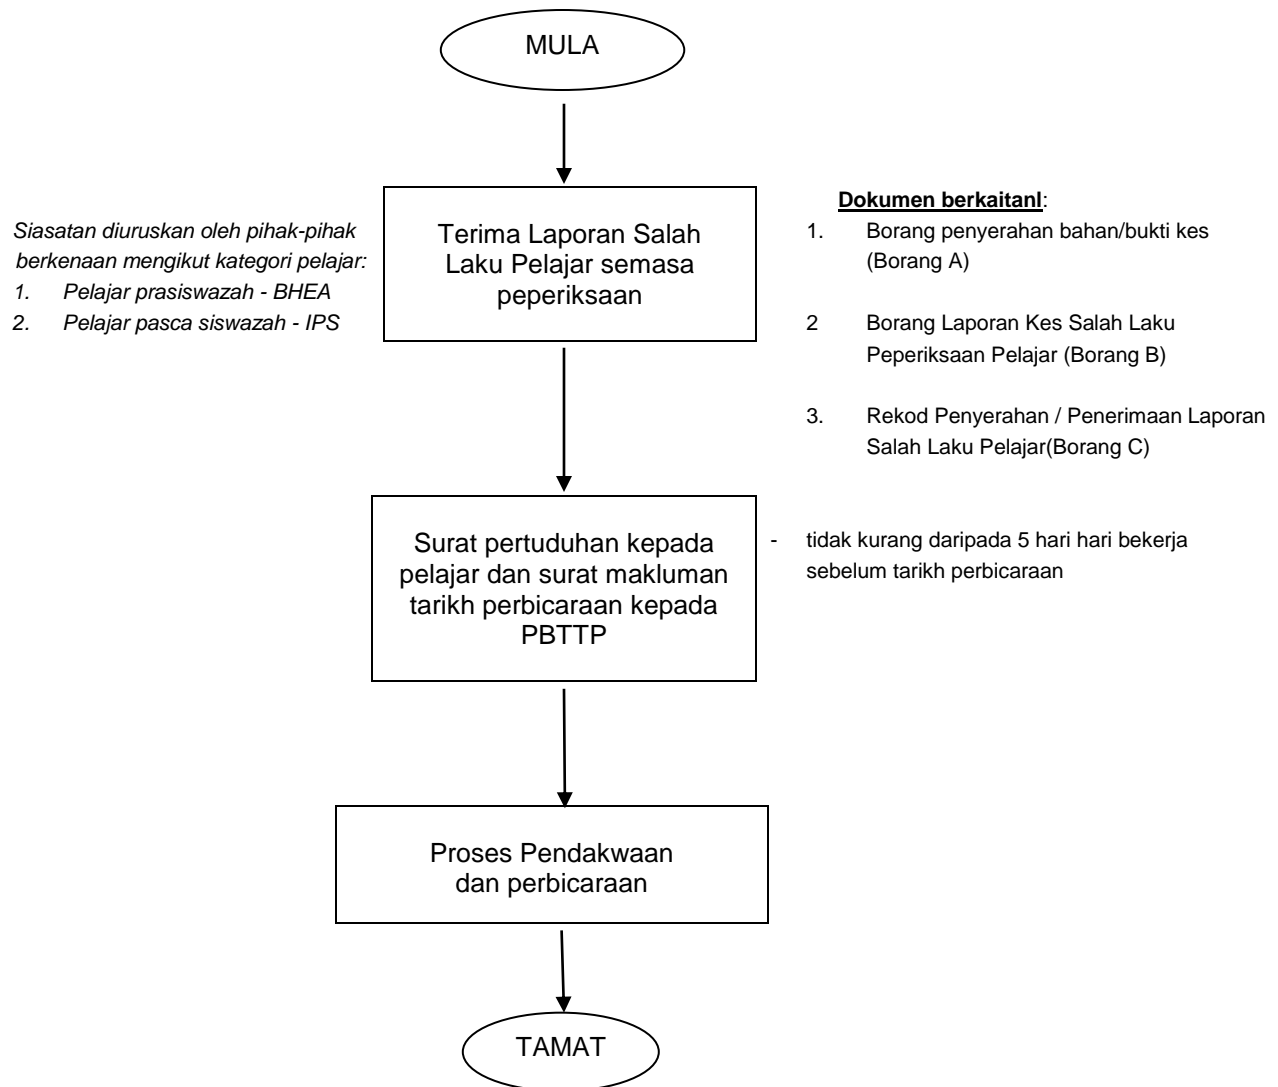 MULA
Siasatan diuruskan oleh pihak-pihak
berkenaan mengikut kategori pelajar:
1. Pelajar prasiswazah - BHEA
2. Pelajar pasca siswazah - IPS
Terima Laporan Salah
Laku Pelajar semasa
peperiksaan
Dokumen berkaitanl:
1. Borang penyerahan bahan/bukti kes
(Borang A)
2 Borang Laporan Kes Salah Laku
Peperiksaan Pelajar (Borang B)
3. Rekod Penyerahan / Penerimaan Laporan
Salah Laku Pelajar(Borang C)
Surat pertuduhan kepada
pelajar dan surat makluman
tarikh perbicaraan kepada
PBTTP
- tidak kurang daripada 5 hari hari bekerja
sebelum tarikh perbicaraan
Proses Pendakwaan
dan perbicaraan
TAMAT